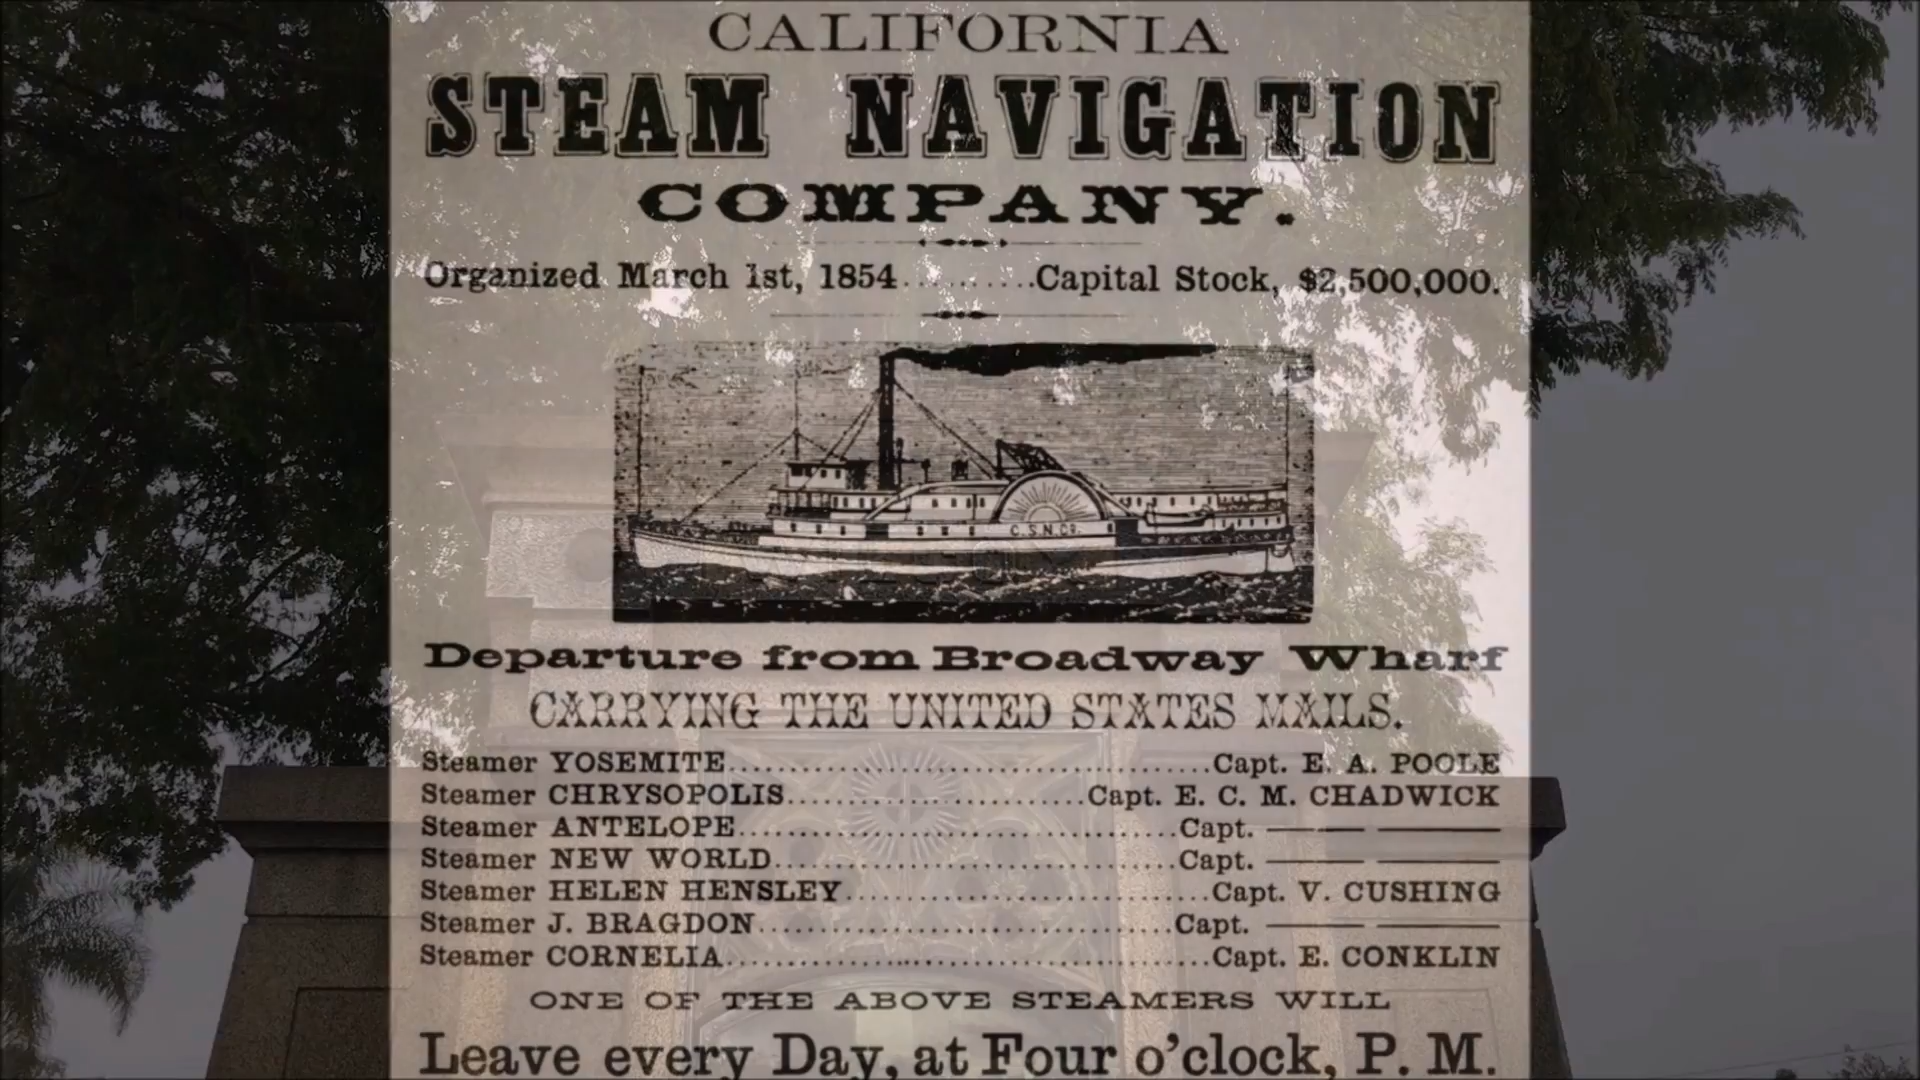 CALIFORNIA
STEAM NAVIGATION
COMPANY.
Organized March 1st, 1854..........Capital Stock, $2,500,000.
C.S.N.Co.
Departure from Broadway Wharf
CARRYING THE UNITED STATES MAILS.
Steamer YOSEMITE........................................Capt. E. A. POOLE
Steamer CHRYSOPOLIS.........................Capt. E. C. M. CHADWICK
Steamer ANTELOPE....................................Capt. —— ——
Steamer NEW WORLD.................................Capt. —— ——
Steamer HELEN HENSLEY..............................Capt. V. CUSHING
Steamer J. BRAGDON..................................Capt. —— ——
Steamer CORNELIA........................................Capt. E. CONKLIN
ONE OF THE ABOVE STEAMERS WILL
Leave every Day, at Four o'clock, P. M.